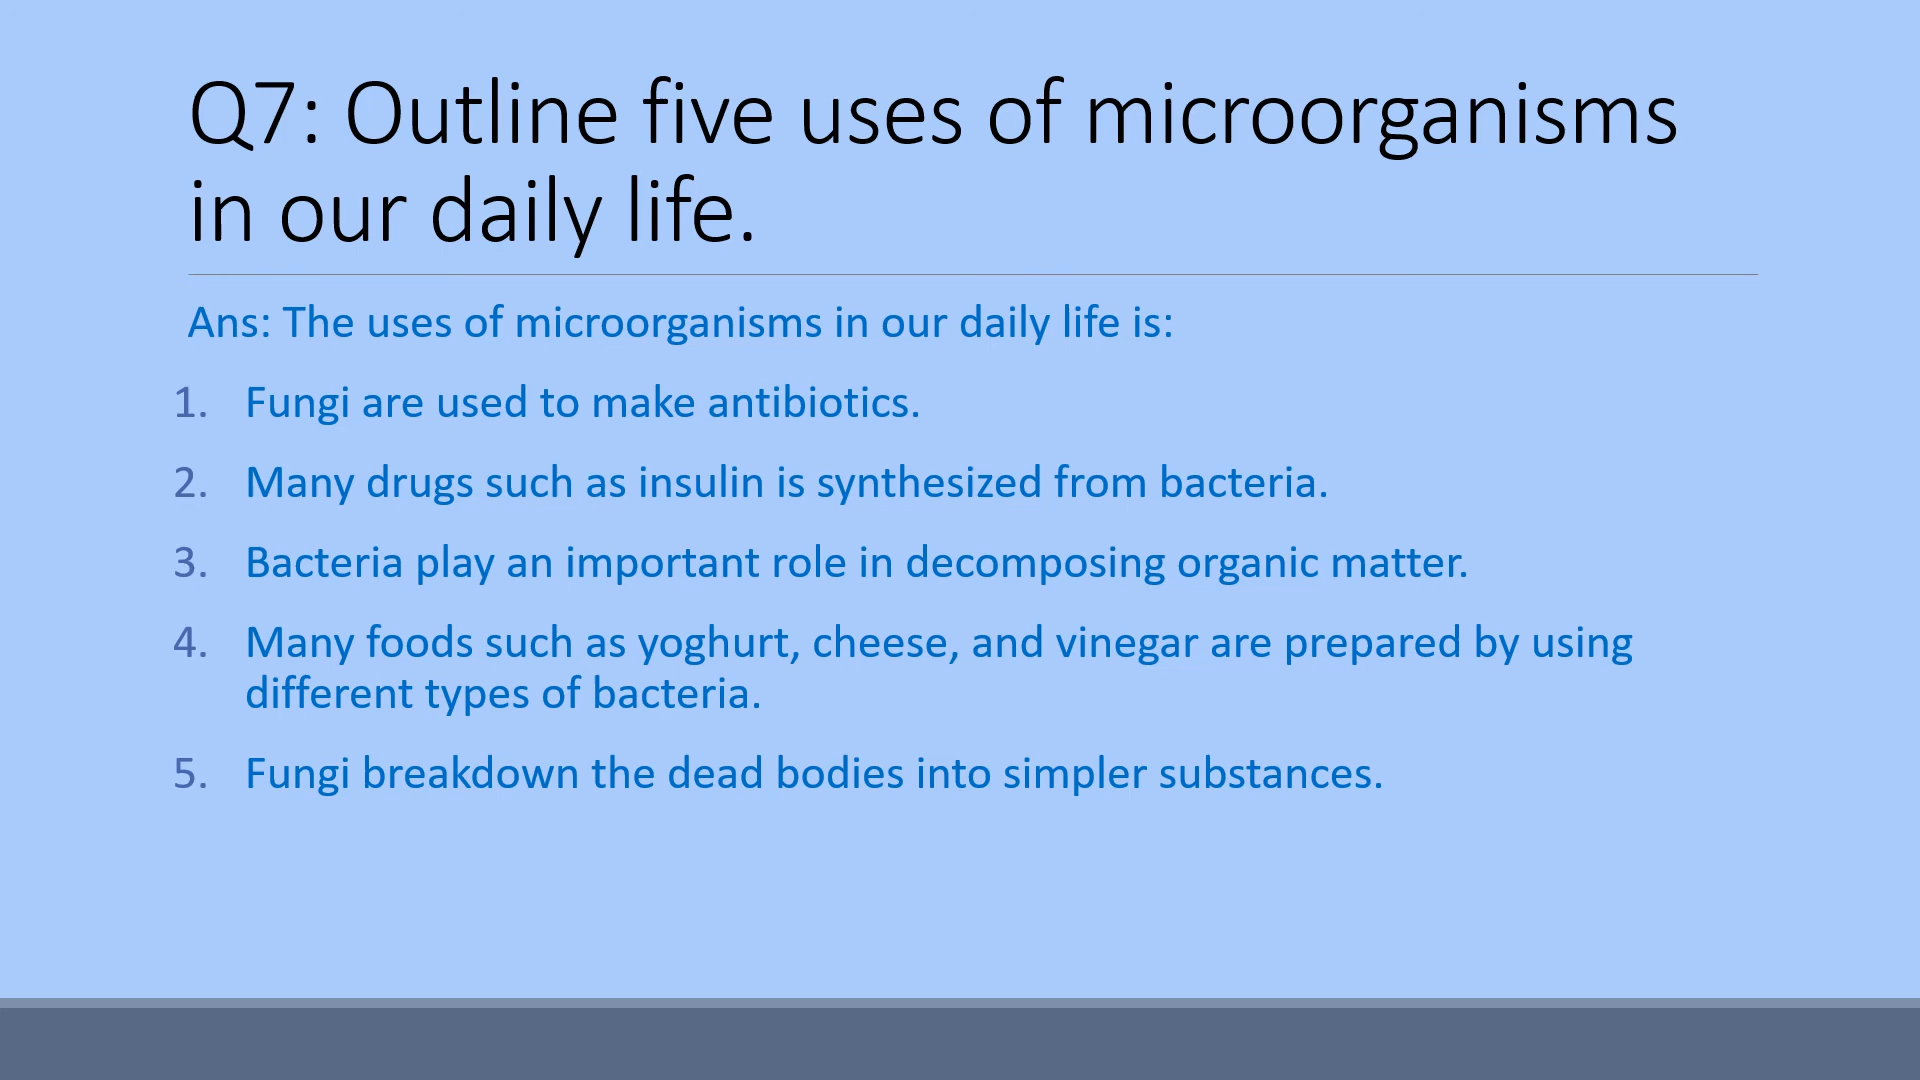 Q7: Outline five uses of microorganisms
in our daily life.
Ans: The uses of microorganisms in our daily life is:
1. Fungi are used to make antibiotics.
2. Many drugs such as insulin is synthesized from bacteria.
3. Bacteria play an important role in decomposing organic matter.
4. Many foods such as yoghurt, cheese, and vinegar are prepared by using
different types of bacteria.
5. Fungi breakdown the dead bodies into simpler substances.